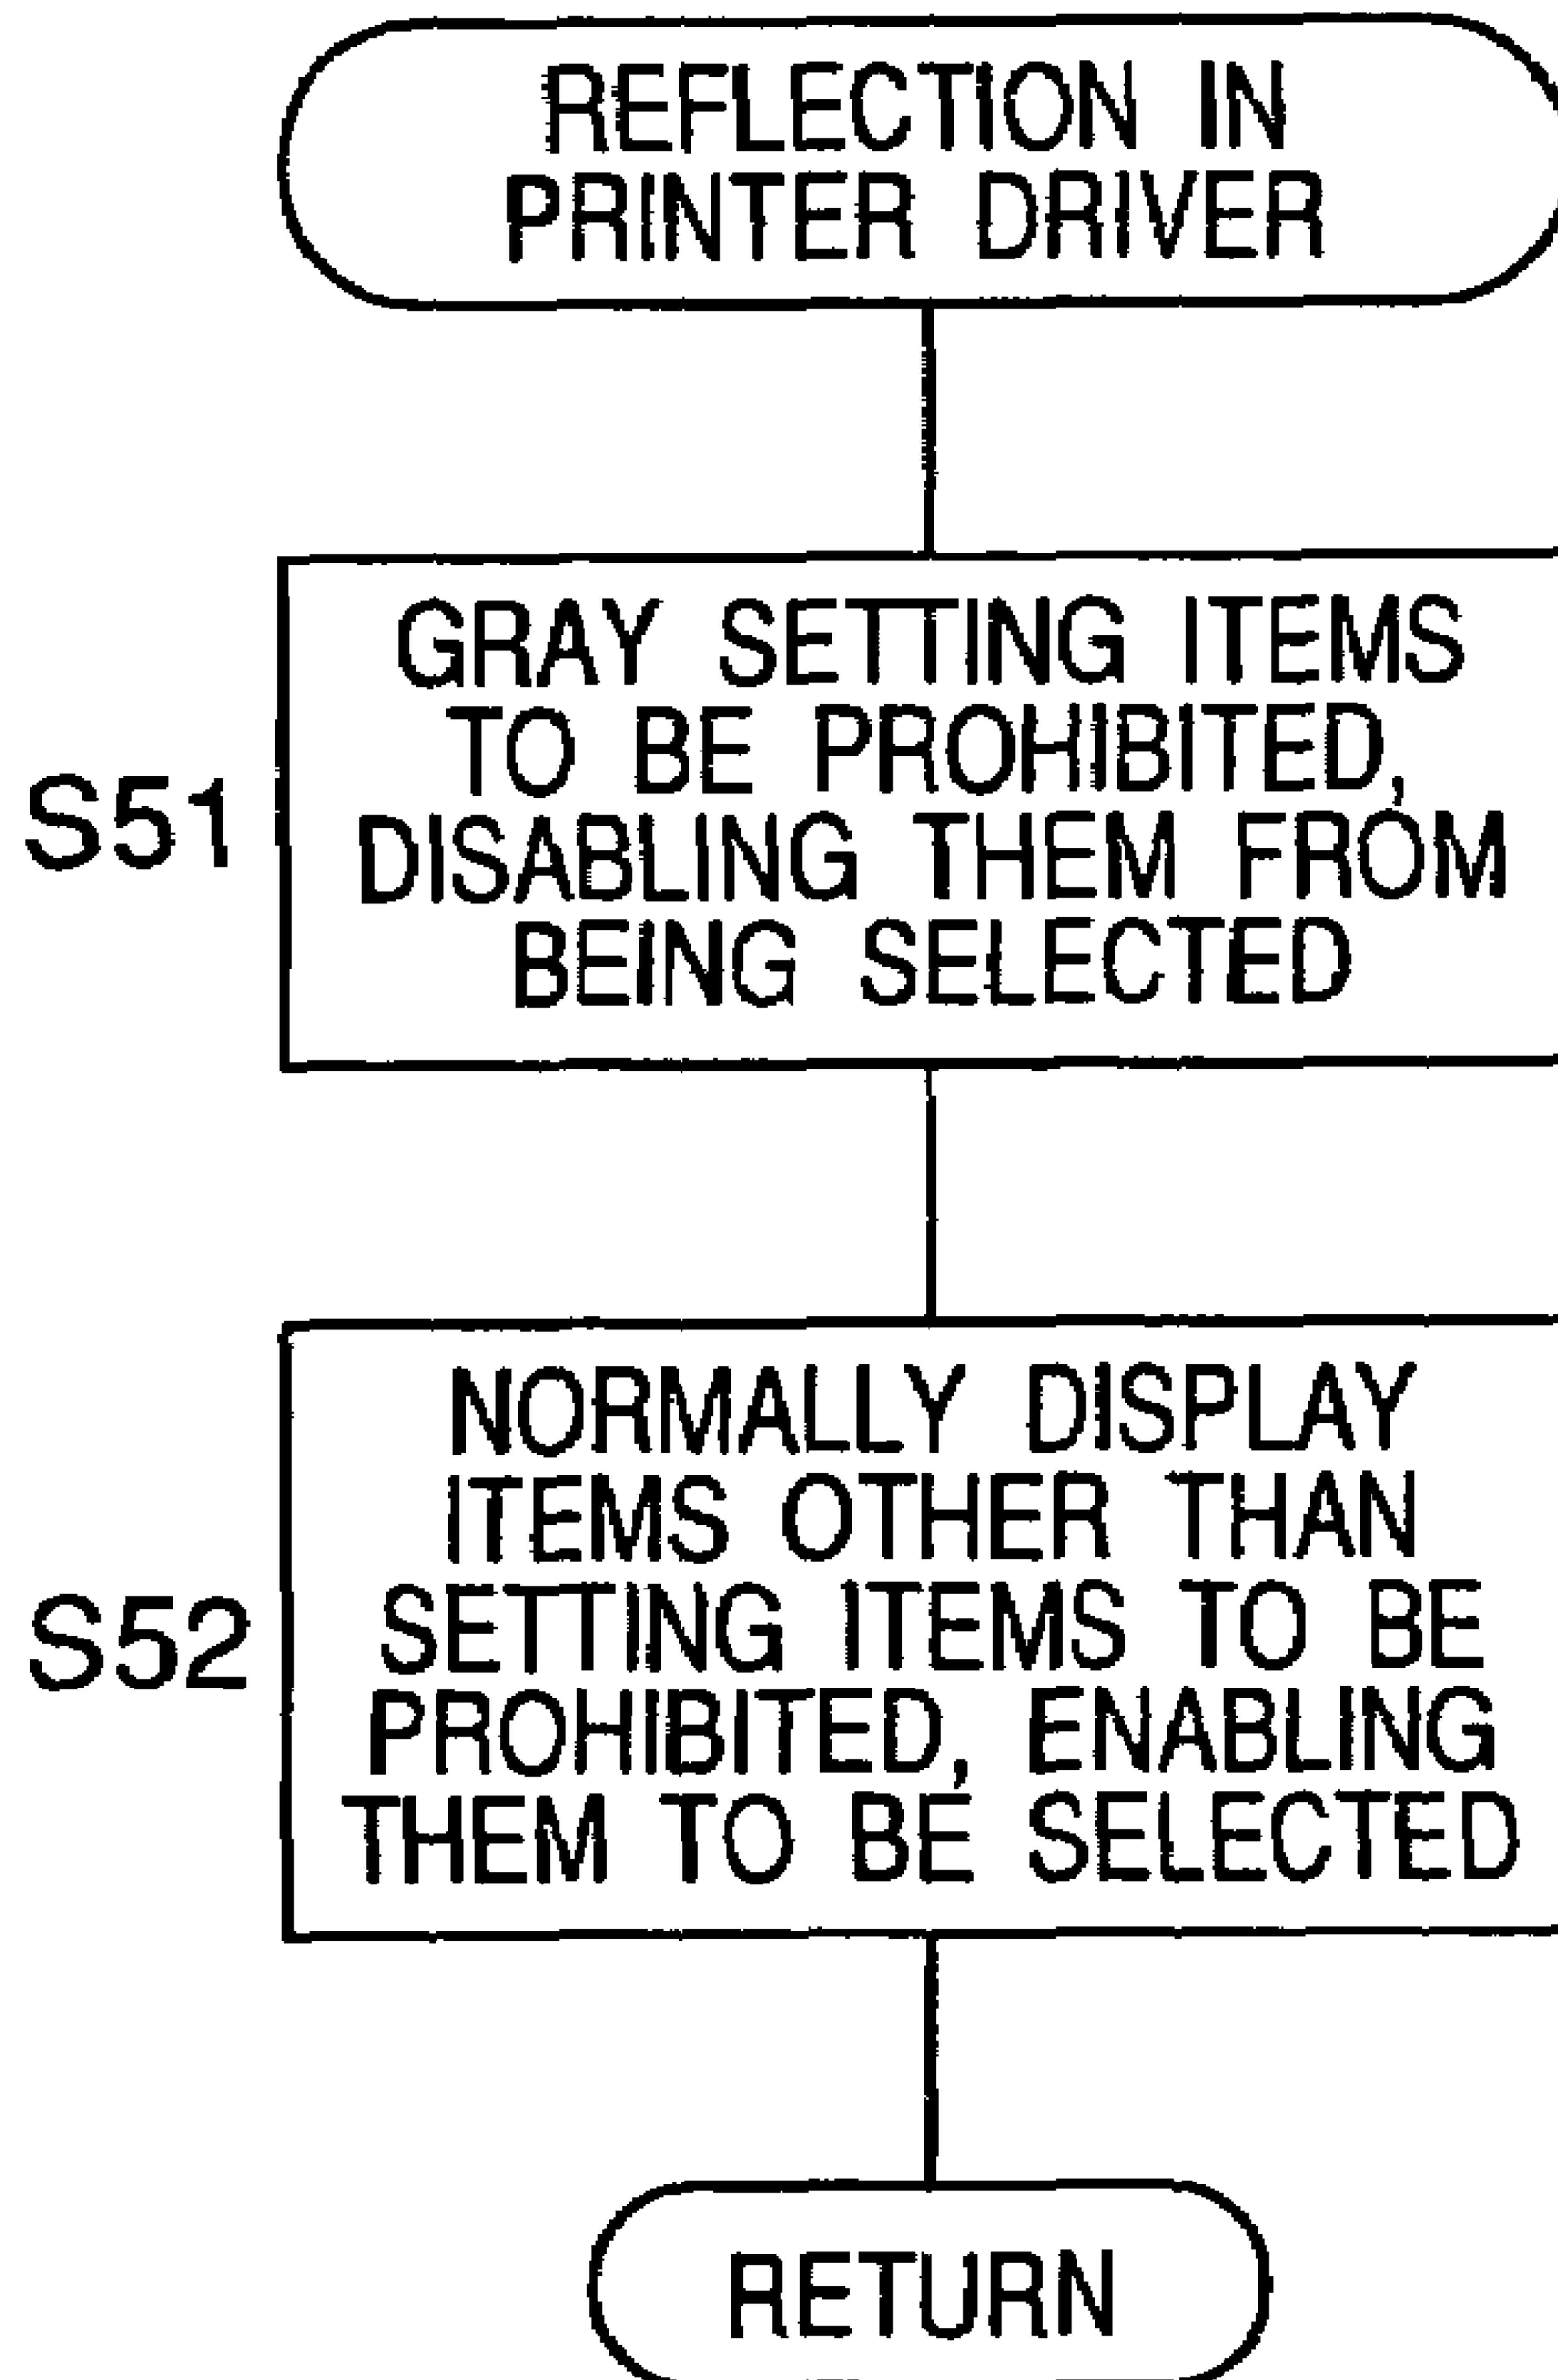 REFLECTION IN
PRINTER DRIVER
S51
GRAY SETTING ITEMS
TO BE PROHIBITED,
DISABLING THEM FROM
BEING SELECTED
S52
NORMALLY DISPLAY
ITEMS OTHER THAN
SETTING ITEMS TO BE
PROHIBITED, ENABLING
THEM TO BE SELECTED
RETURN